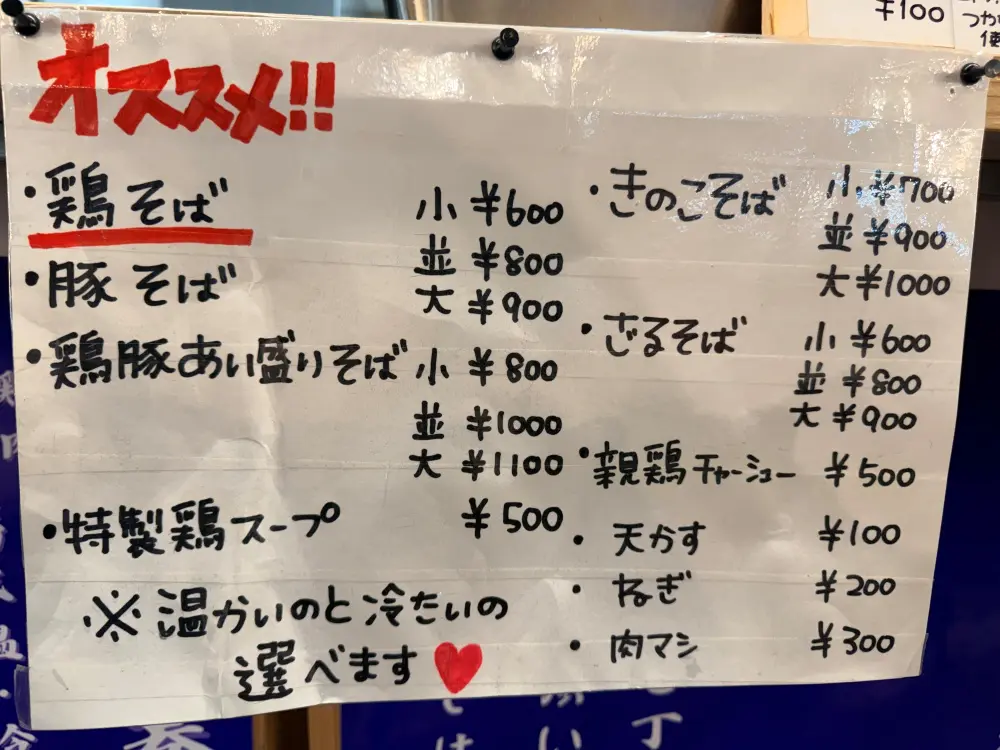 オススメ!!
・鶏そば 小 ¥600
並 ¥800
・豚そば 大 ¥900
・鶏豚あい盛りそば 小 ¥800
並 ¥1000
大 ¥1100
・特製鶏スープ ¥500
※温かいのと冷たいの
選べます♥
・きのこそば 小 ¥700
並 ¥900
大 ¥1000
・ざるそば 小 ¥600
並 ¥800
大 ¥900
・親鶏チャーシュー ¥500
・天かす ¥100
・ねぎ ¥200
・肉マシ ¥300
¥100